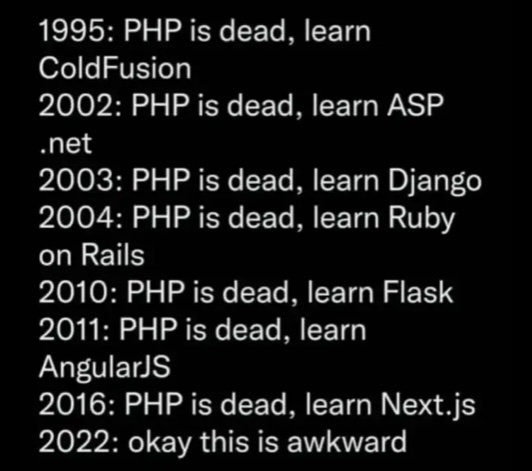 1995: PHP is dead, learn
ColdFusion
2002: PHP is dead, learn ASP
.net
2003: PHP is dead, learn Django
2004: PHP is dead, learn Ruby
on Rails
2010: PHP is dead, learn Flask
2011: PHP is dead, learn
AngularJS
2016: PHP is dead, learn Next.js
2022: okay this is awkward